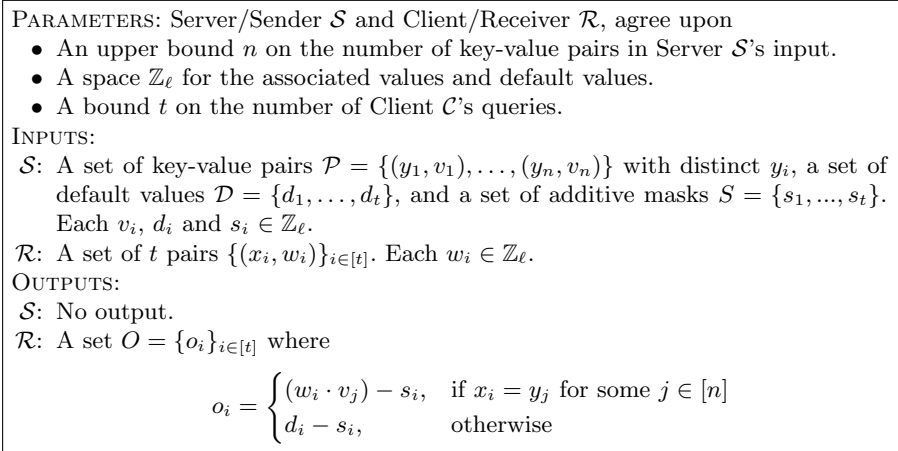 PARAMETERS: Server/Sender 𝒮 and Client/Receiver ℛ, agree upon
• An upper bound n on the number of key-value pairs in Server 𝒮's input.
• A space ℤ_ℓ for the associated values and default values.
• A bound t on the number of Client 𝒞's queries.
INPUTS:
𝒮: A set of key-value pairs 𝒫 = {(y_1, v_1), . . . , (y_n, v_n)} with distinct y_i, a set of
default values 𝒟 = {d_1, . . . , d_t}, and a set of additive masks S = {s_1, ..., s_t}.
Each v_i, d_i and s_i ∈ ℤ_ℓ.
ℛ: A set of t pairs {(x_i, w_i)}_{i∈[t]}. Each w_i ∈ ℤ_ℓ.
OUTPUTS:
𝒮: No output.
ℛ: A set O = {o_i}_{i∈[t]} where
o_i = { (w_i · v_j) − s_i, if x_i = y_j for some j ∈ [n]
d_i − s_i, otherwise